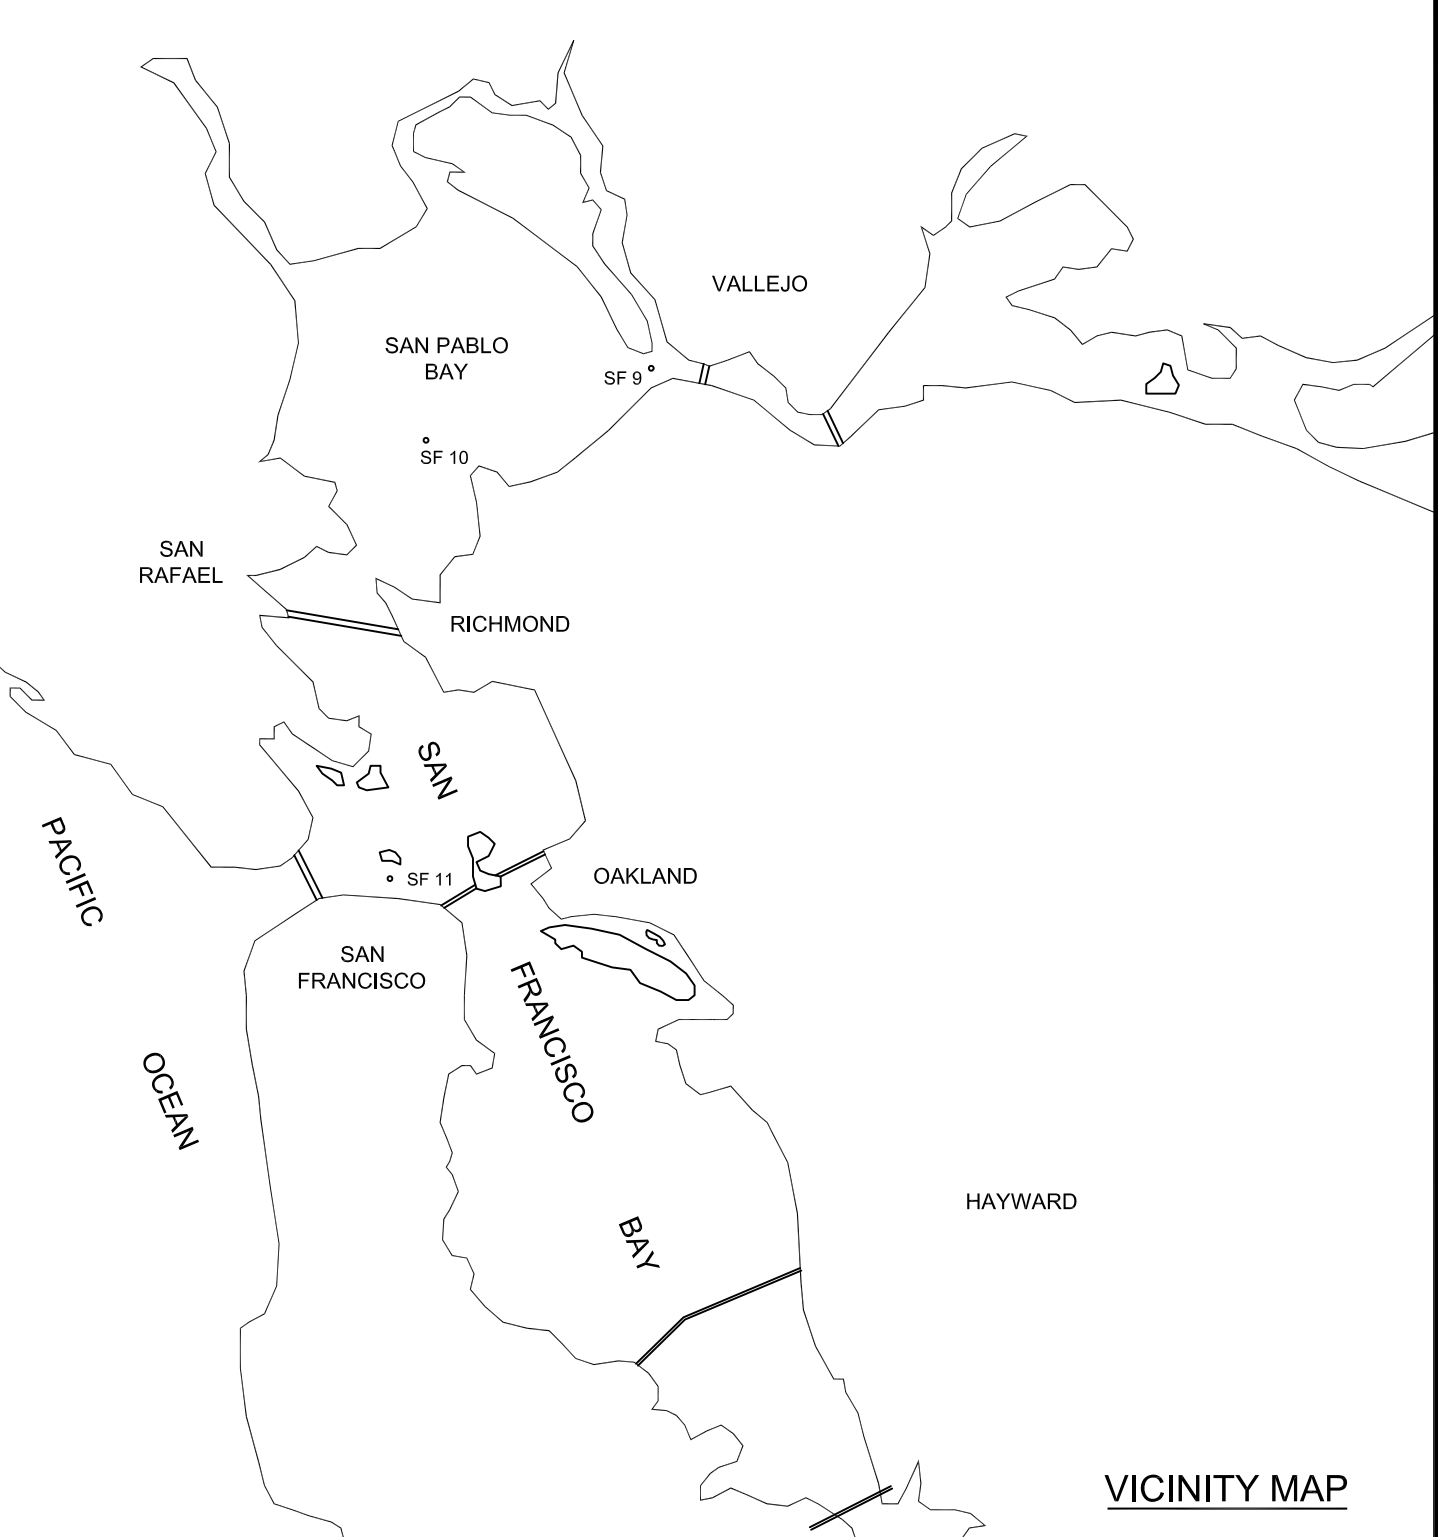 VALLEJO
SAN PABLO
BAY
SF 9
SF 10
SAN
RAFAEL
RICHMOND
SAN
PACIFIC
SF 11
OAKLAND
SAN
FRANCISCO
FRANCISCO
OCEAN
HAYWARD
BAY
VICINITY MAP